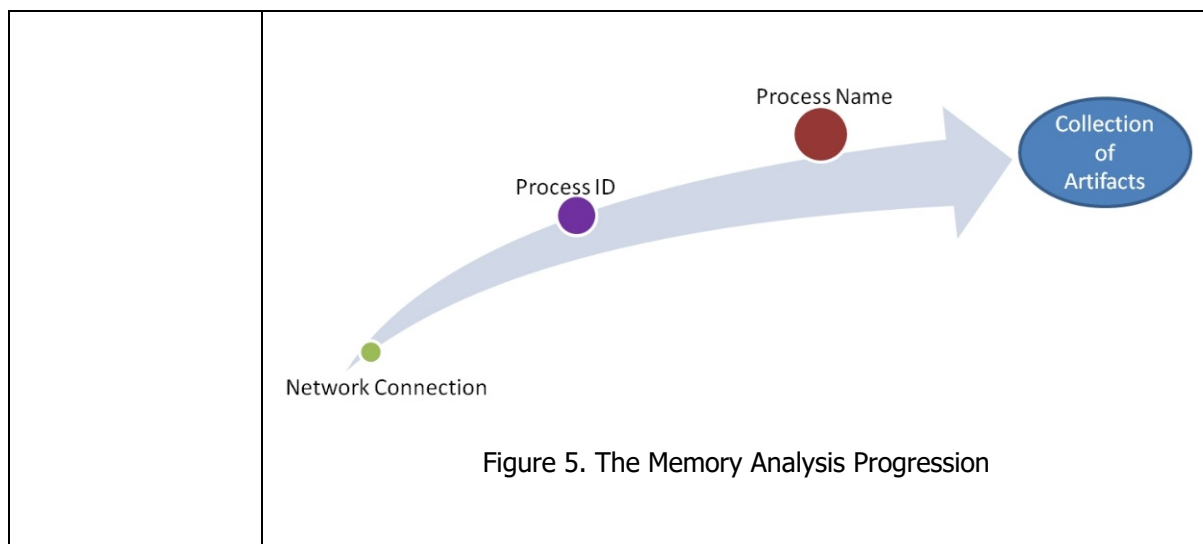 Process Name
Collection
of
Artifacts
Process ID
Network Connection
Figure 5. The Memory Analysis Progression